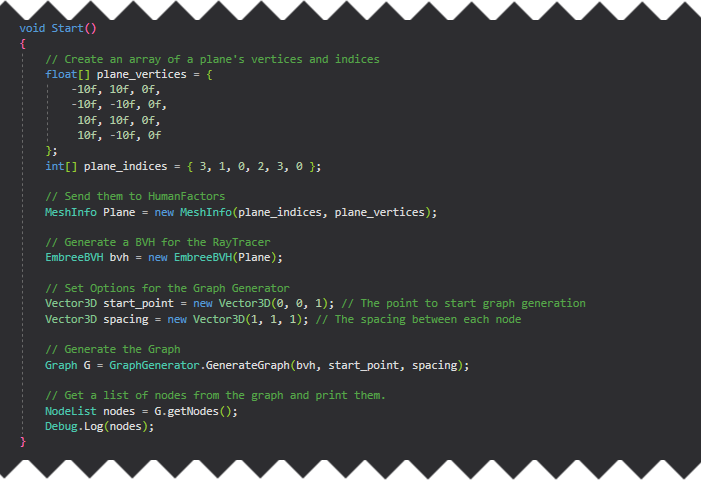 void Start()
{
// Create an array of a plane's vertices and indices
float[] plane_vertices = {
-10f, 10f, 0f,
-10f, -10f, 0f,
10f, 10f, 0f,
10f, -10f, 0f
};
int[] plane_indices = { 3, 1, 0, 2, 3, 0 };
// Send them to HumanFactors
MeshInfo Plane = new MeshInfo(plane_indices, plane_vertices);
// Generate a BVH for the RayTracer
EmbreeBVH bvh = new EmbreeBVH(Plane);
// Set Options for the Graph Generator
Vector3D start_point = new Vector3D(0, 0, 1); // The point to start graph generation
Vector3D spacing = new Vector3D(1, 1, 1); // The spacing between each node
// Generate the Graph
Graph G = GraphGenerator.GenerateGraph(bvh, start_point, spacing);
// Get a list of nodes from the graph and print them.
NodeList nodes = G.getNodes();
Debug.Log(nodes);
}